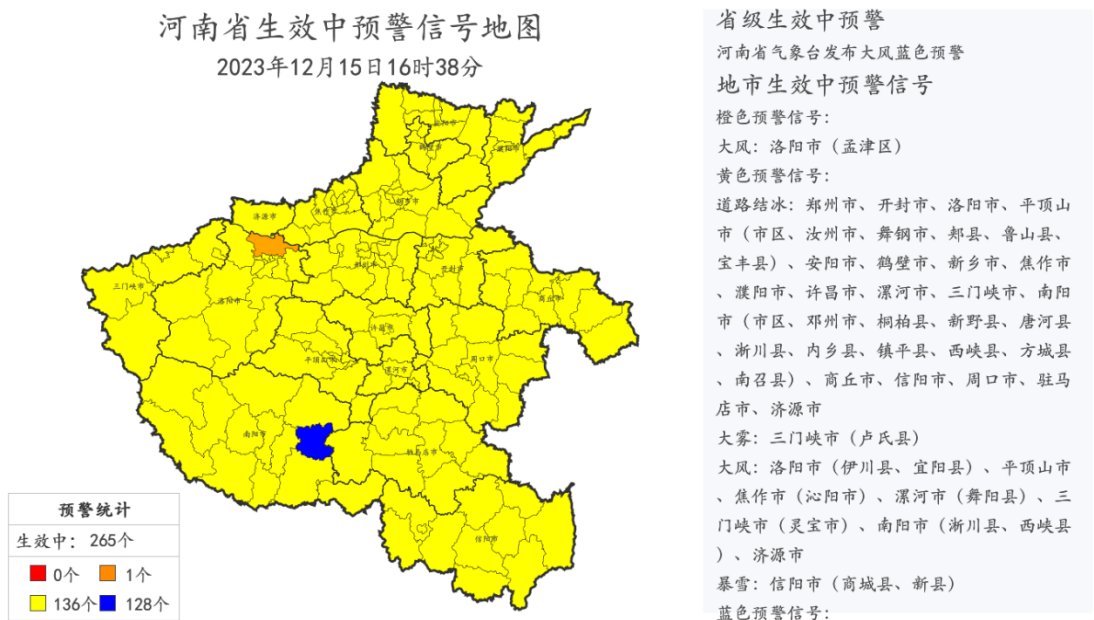 河南省生效中预警信号地图
2023年12月15日16时38分
安阳市
鹤壁市
濮阳市
新乡市
焦作市
济源市
三门峡市
洛阳市
郑州市
开封市
商丘市
许昌市
平顶山市
漯河市
周口市
南阳市
驻马店市
信阳市
预警统计
生效中: 265个
0个 1个
136个 128个
省级生效中预警
河南省气象台发布大风蓝色预警
地市生效中预警信号
橙色预警信号:
大风: 洛阳市（孟津区）
黄色预警信号:
道路结冰: 郑州市、开封市、洛阳市、平顶山
市（市区、汝州市、舞钢市、郏县、鲁山县、
宝丰县）、安阳市、鹤壁市、新乡市、焦作市
、濮阳市、许昌市、漯河市、三门峡市、南阳
市（市区、邓州市、桐柏县、新野县、唐河县
、淅川县、内乡县、镇平县、西峡县、方城县
、南召县）、商丘市、信阳市、周口市、驻马
店市、济源市
大雾: 三门峡市（卢氏县）
大风: 洛阳市（伊川县、宜阳县）、平顶山市
、焦作市（沁阳市）、漯河市（舞阳县）、三
门峡市（灵宝市）、南阳市（淅川县、西峡县
）、济源市
暴雪: 信阳市（商城县、新县）
蓝色预警信号: